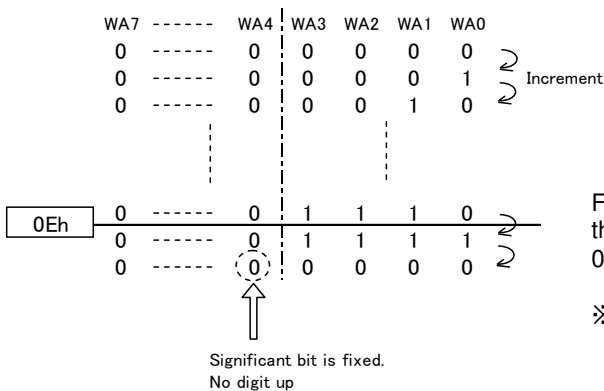 WA7 ------ WA4 WA3 WA2 WA1 WA0
0 ------ 0 0 0 0 0
0 ------ 0 0 0 0 1 Increment
0 ------ 0 0 0 1 0
0 ------ 0 1 1 1 0
0Eh
0 ------ 0 1 1 1 1
0 ------ 0 0 0 0 0
Significant bit is fixed.
No digit up
F
th
0
※